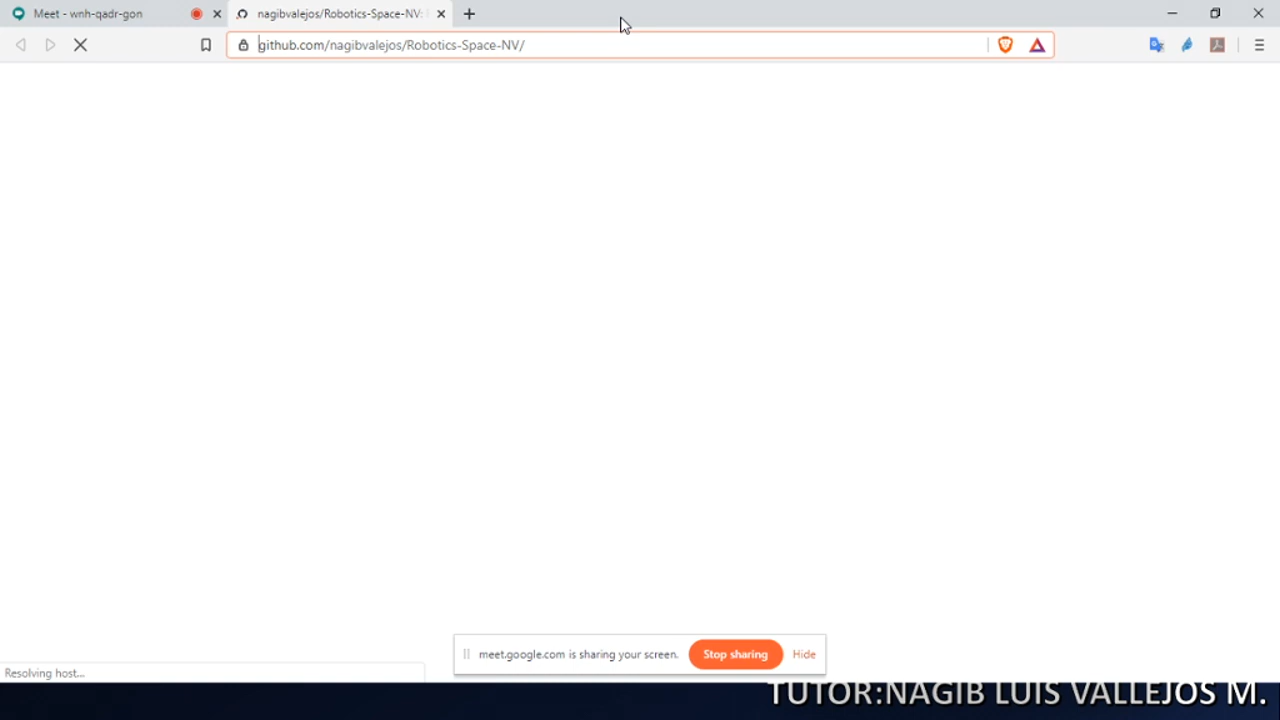 Meet - wnh-qadr-gon
nagibvalejos/Robotics-Space-NV:
github.com/nagibvalejos/Robotics-Space-NV/
meet.google.com is sharing your screen.
Stop sharing
Hide
Resolving host...
TUTOR:NAGIB LUIS VALLEJOS M.